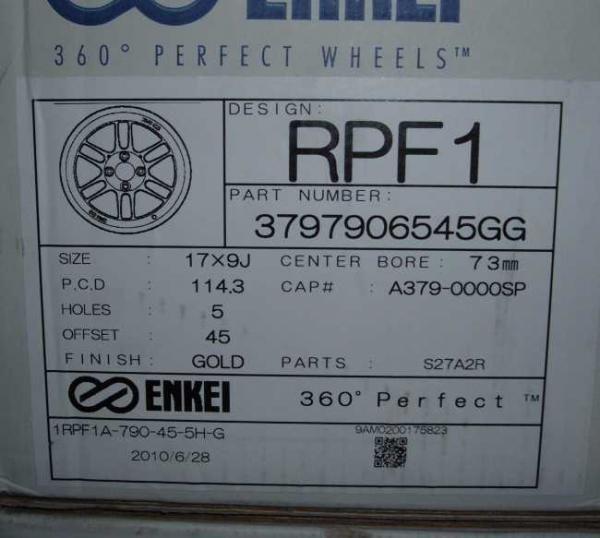 ENKEI
360° PERFECT WHEELS™
DESIGN:
RPF1
PART NUMBER:
3797906545GG
SIZE : 17×9J CENTER BORE : 73mm
P.C.D : 114.3 CAP# : A379-0000SP
HOLES : 5
OFFSET : 45
FINISH : GOLD PARTS : S27A2R
ENKEI 360° Perfect ™
1RPF1A-790-45-5H-G 9AM0200175823
2010/6/28